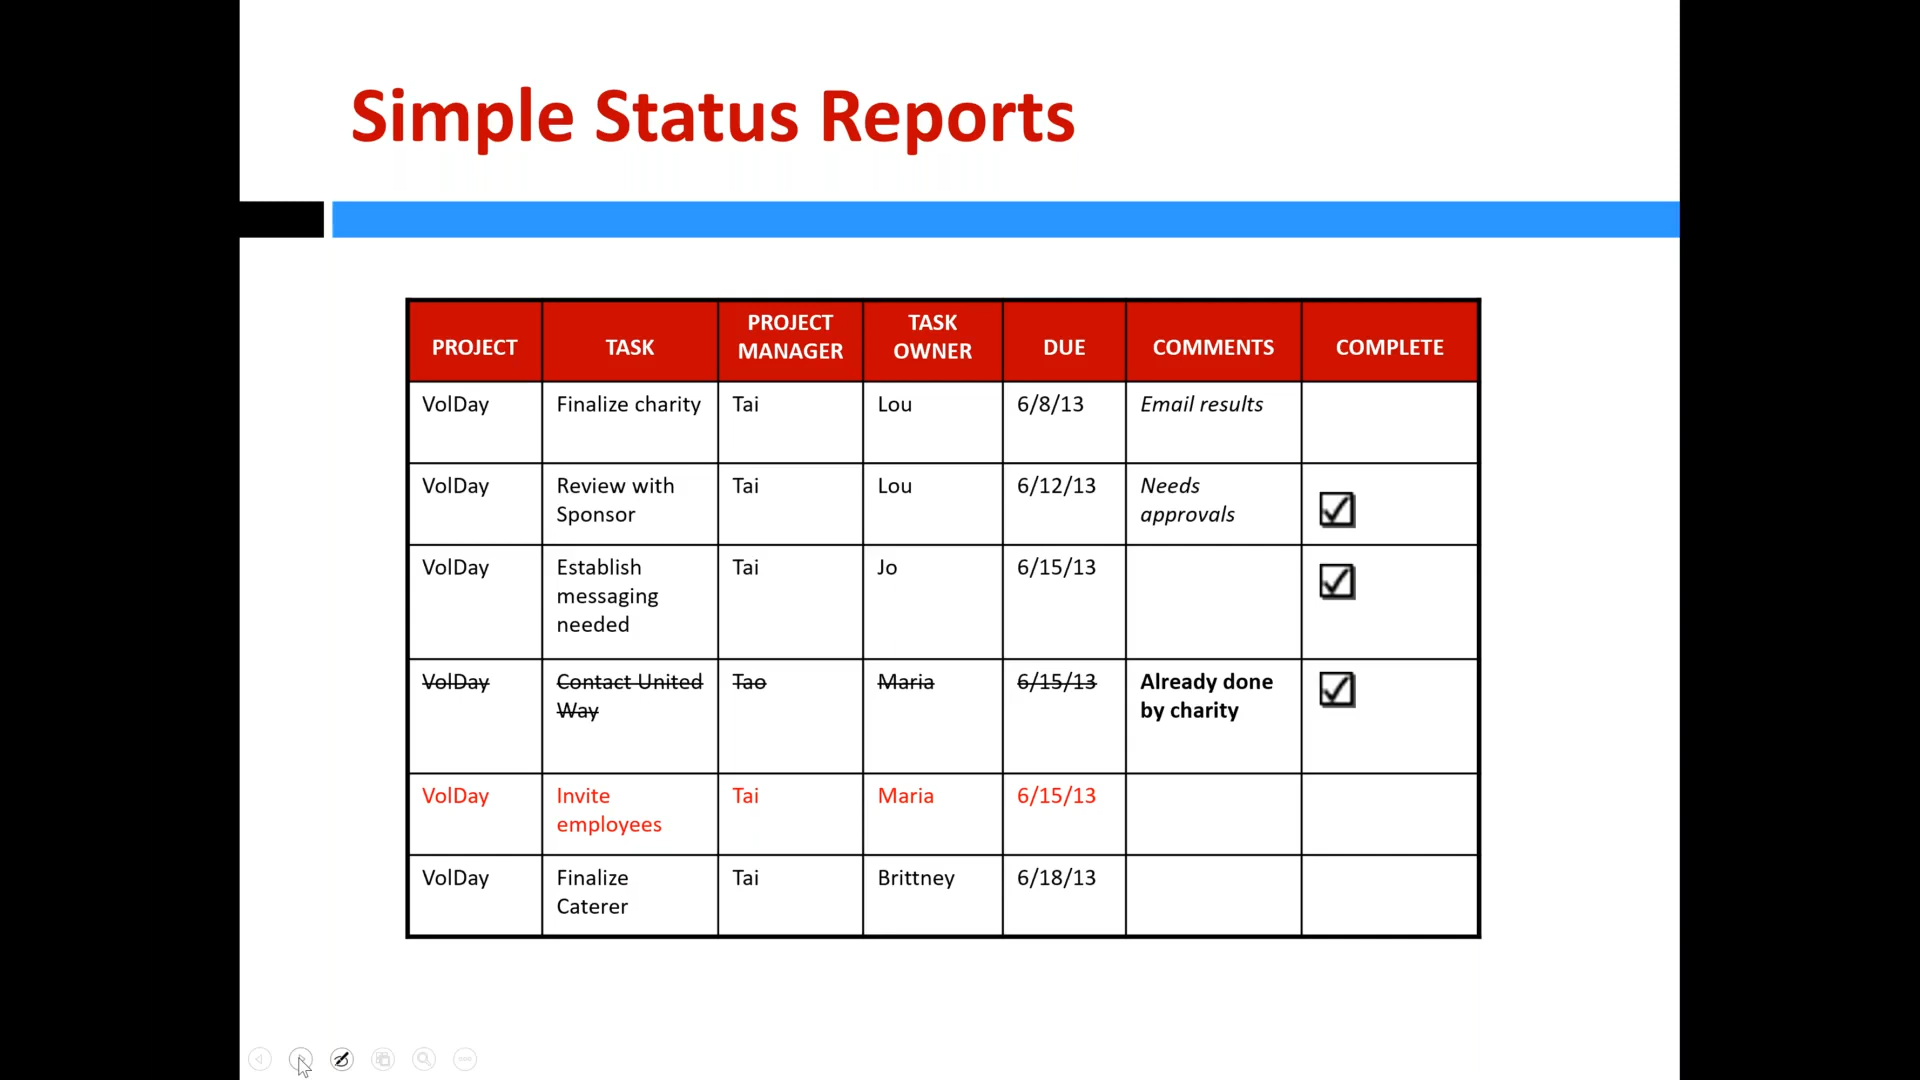 Simple Status Reports
PROJECT TASK PROJECT MANAGER TASK OWNER DUE COMMENTS COMPLETE
VolDay Finalize charity Tai Lou 6/8/13 Email results
VolDay Review with Tai Lou 6/12/13 Needs
Sponsor approvals
VolDay Establish Tai Jo 6/15/13
messaging
needed
VolDay Contact United Tao Maria 6/15/13 Already done
Way by charity
VolDay Invite Tai Maria 6/15/13
employees
VolDay Finalize Tai Brittney 6/18/13
Caterer